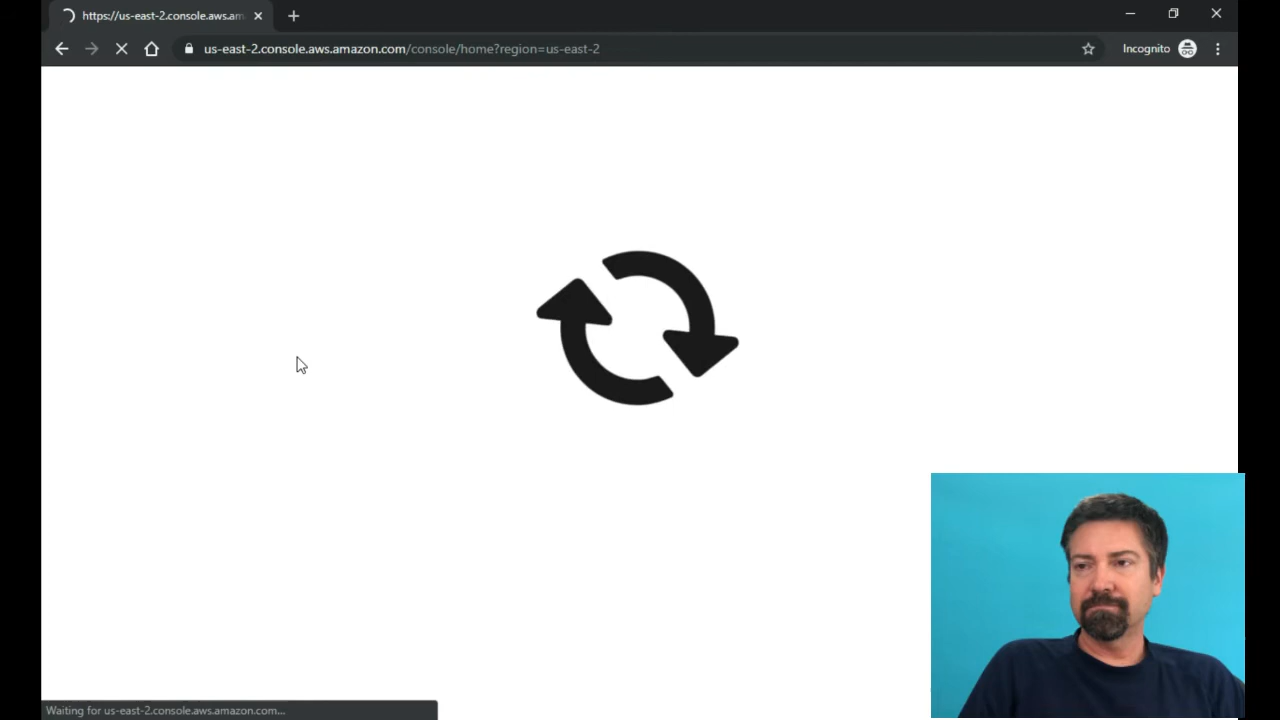 https://us-east-2.console.aws.am
us-east-2.console.aws.amazon.com/console/home?region=us-east-2
Incognito
Waiting for us-east-2.console.aws.amazon.com...